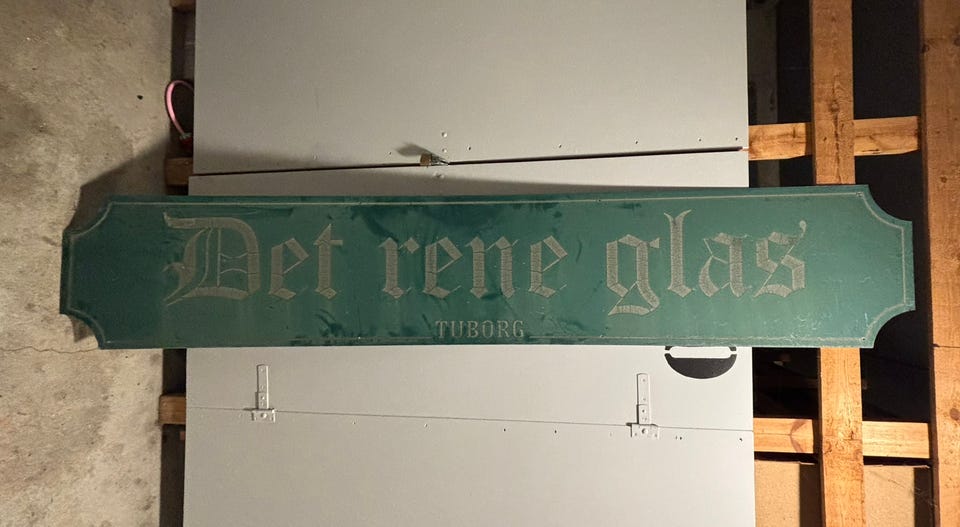 Det rene glas
TUBORG